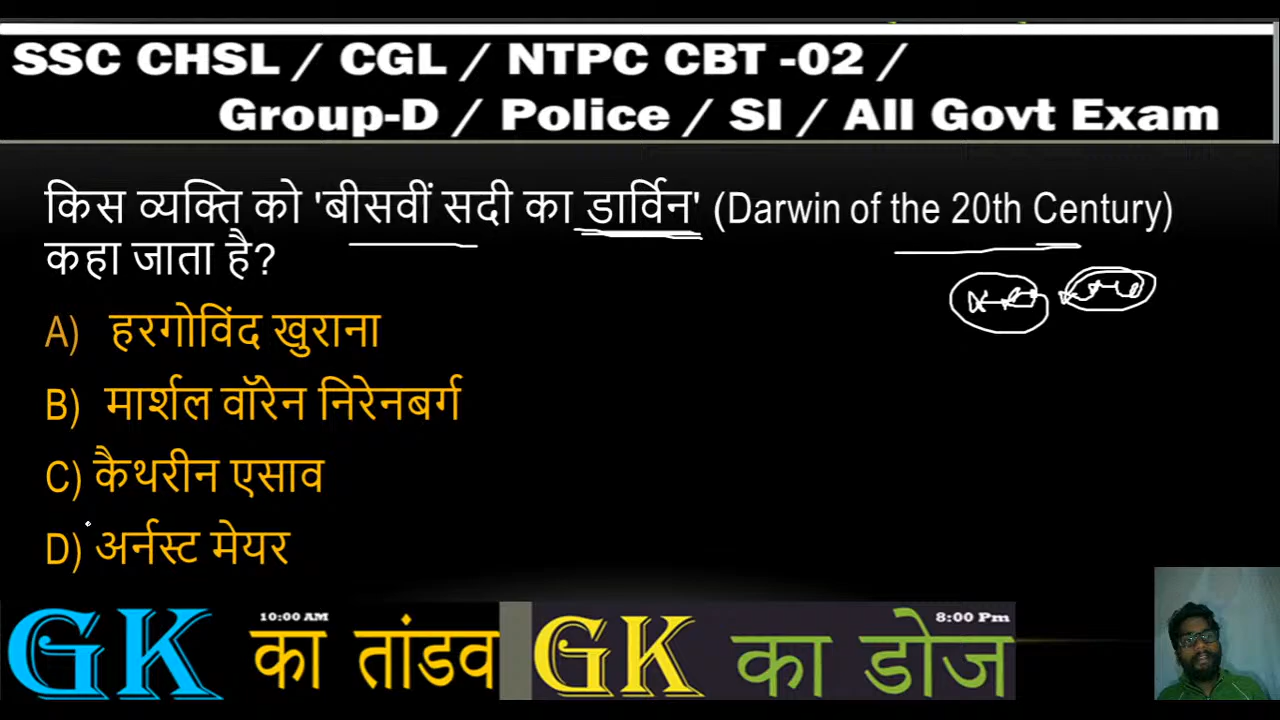 SSC CHSL / CGL / NTPC CBT -02 /
Group-D / Police / SI / All Govt Exam
किस व्यक्ति को 'बीसवीं सदी का डार्विन' (Darwin of the 20th Century)
कहा जाता है?
A) हरगोविंद खुराना
B) मार्शल वॉरेन निरेनबर्ग
C) कैथरीन एसाव
D) अर्नस्ट मेयर
10:00 AM
GK का तांडव
8:00 Pm
GK का डोज